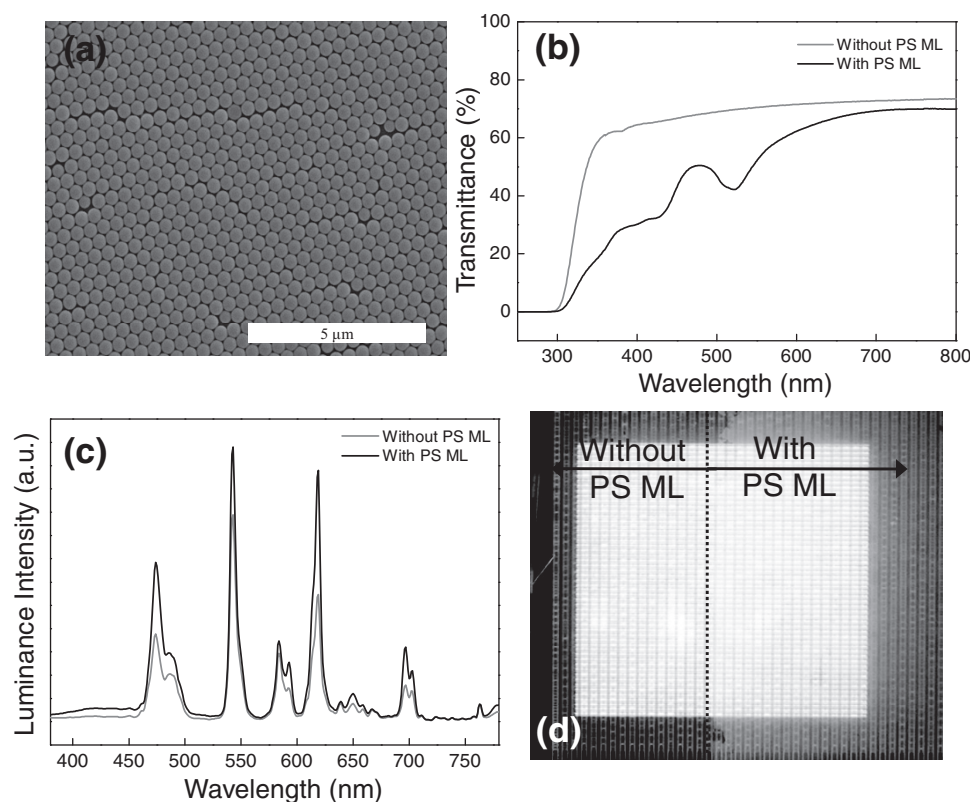 (a)
5 µm
(b)
Without PS ML
With PS ML
100
80
60
40
20
0
Transmittance (%)
300 400 500 600 700 800
Wavelength (nm)
(c)
Without PS ML
With PS ML
Luminance Intensity (a.u.)
400 450 500 550 600 650 700 750
Wavelength (nm)
Without
PS ML
With
PS ML
(d)